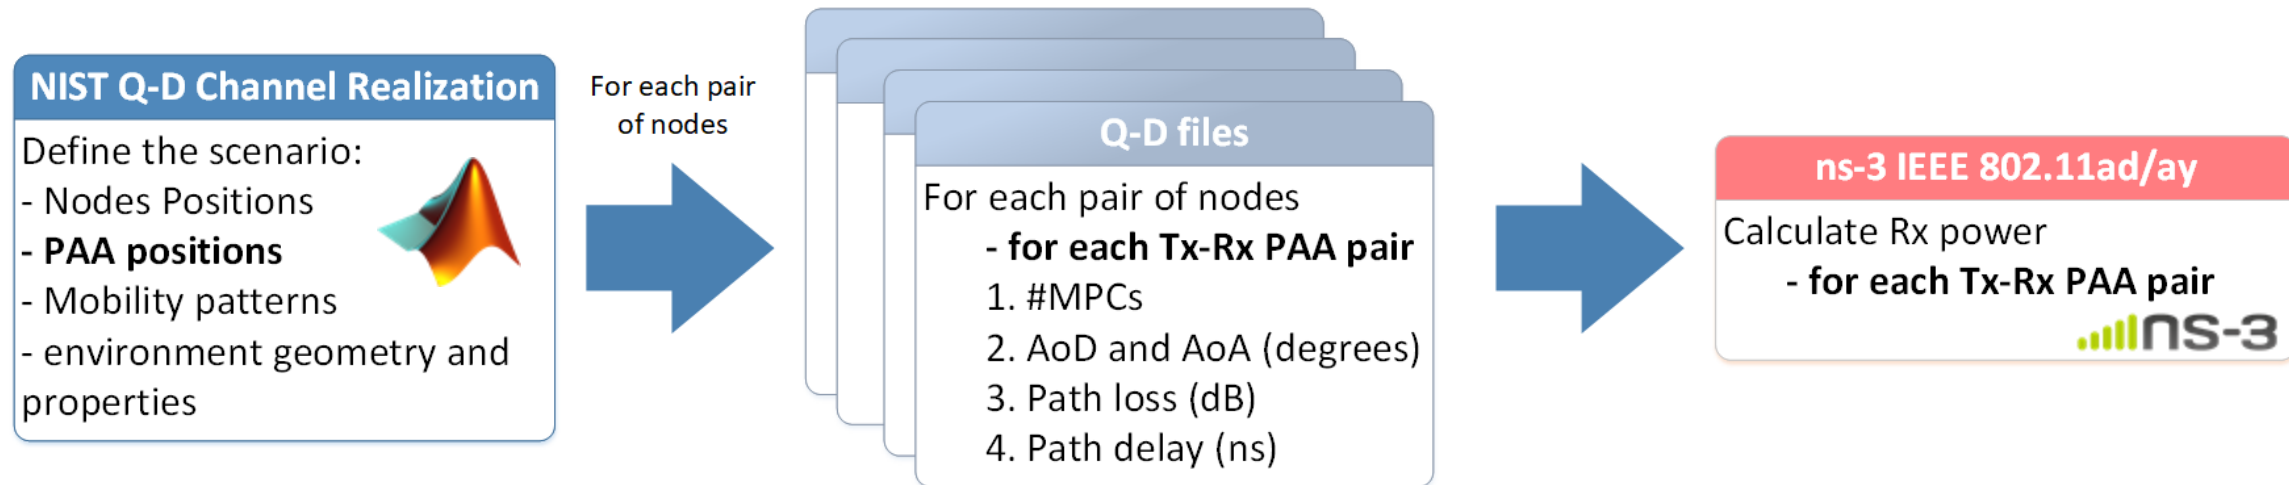 NIST Q-D Channel Realization
Define the scenario:
- Nodes Positions
- PAA positions
- Mobility patterns
- environment geometry and
properties
For each pair
of nodes
Q-D files
For each pair of nodes
- for each Tx-Rx PAA pair
1. #MPCs
2. AoD and AoA (degrees)
3. Path loss (dB)
4. Path delay (ns)
ns-3 IEEE 802.11ad/ay
Calculate Rx power
- for each Tx-Rx PAA pair
ns-3